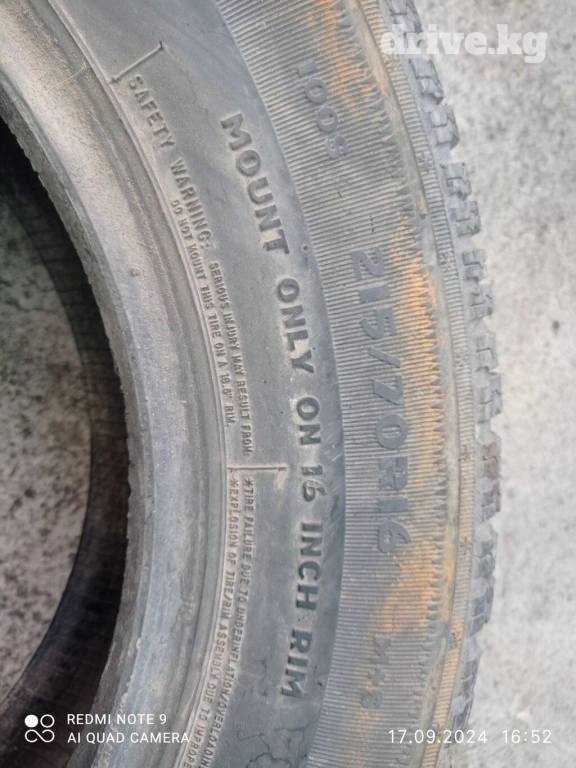 drive.kg
100S
215/70R16
M+S
MOUNT ONLY ON 16 INCH RIM
SAFETY WARNING: SERIOUS INJURY MAY RESULT FROM:
DO NOT MOUNT THIS TIRE ON A 16.5" RIM.
*TIRE FAILURE DUE TO UNDERINFLATION/OVERLOADIN
*EXPLOSION OF TIRE/RIM ASSEMBLY DUE TO IMPROPE
REDMI NOTE 9
AI QUAD CAMERA
17.09.2024 16:52